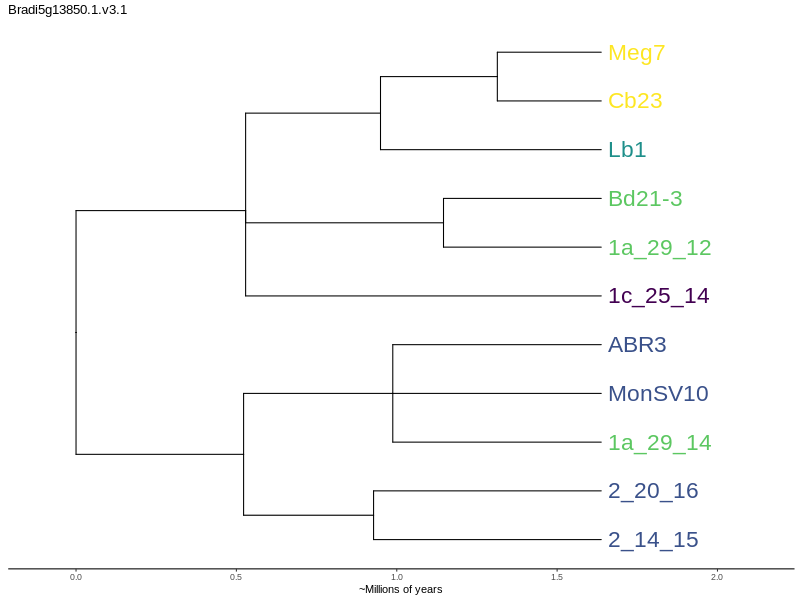 Bradi5g13850.1.v3.1
Meg7
Cb23
Lb1
Bd21-3
1a_29_12
1c_25_14
ABR3
MonSV10
1a_29_14
2_20_16
2_14_15
0.0 0.5 1.0 1.5 2.0
~Millions of years